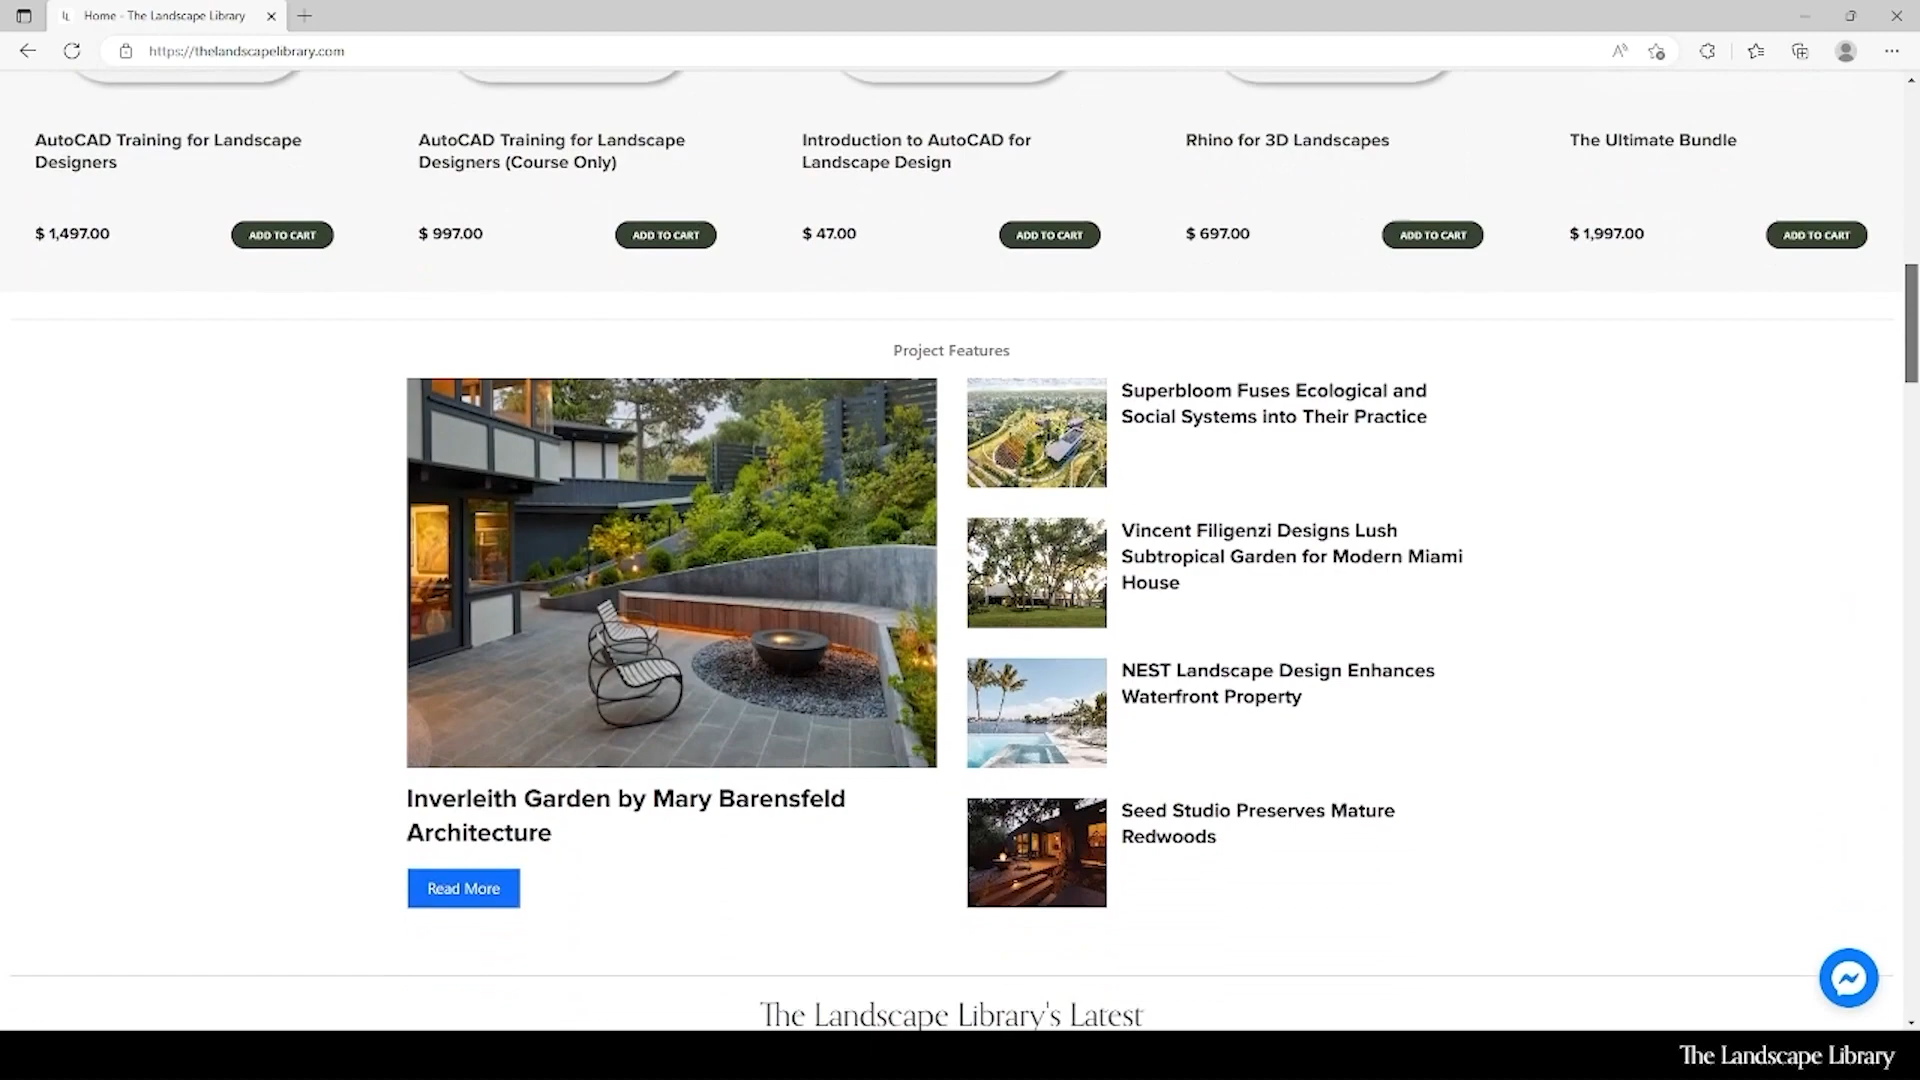 Home - The Landscape Library
https://thelandscapelibrary.com
AutoCAD Training for Landscape
Designers
$ 1,497.00
ADD TO CART
AutoCAD Training for Landscape
Designers (Course Only)
$ 997.00
ADD TO CART
Introduction to AutoCAD for
Landscape Design
$ 47.00
ADD TO CART
Rhino for 3D Landscapes
$ 697.00
ADD TO CART
The Ultimate Bundle
$ 1,997.00
ADD TO CART
Project Features
Inverleith Garden by Mary Barensfeld
Architecture
Read More
Superbloom Fuses Ecological and
Social Systems into Their Practice
Vincent Filigenzi Designs Lush
Subtropical Garden for Modern Miami
House
NEST Landscape Design Enhances
Waterfront Property
Seed Studio Preserves Mature
Redwoods
The Landscape Library's Latest
The Landscape Library